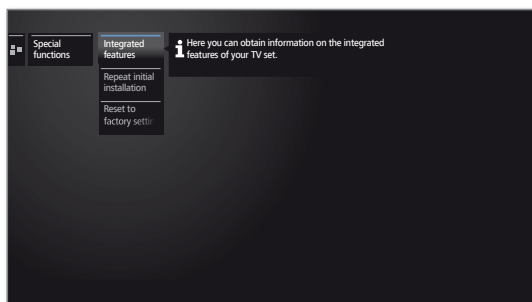 Special
functions
Integrated
features
Repeat initial
installation
Reset to
factory settin
Here you can obtain information on the integrated
features of your TV set.